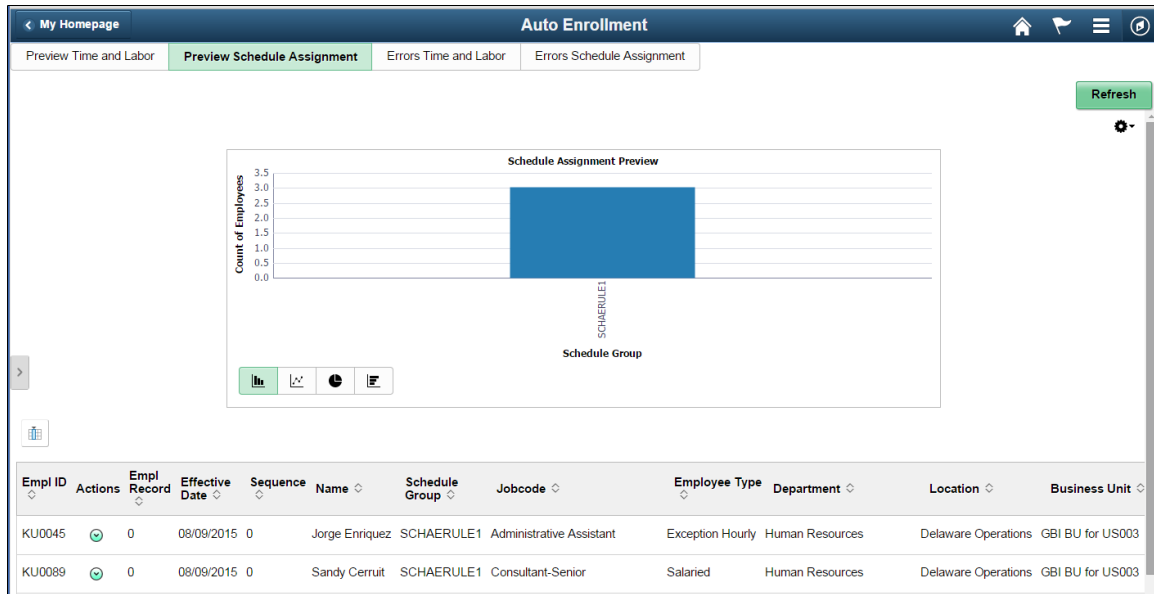 My Homepage
Auto Enrollment
Preview Time and Labor
Preview Schedule Assignment
Errors Time and Labor
Errors Schedule Assignment
Refresh
Schedule Assignment Preview
Count of Employees
3.5
3.0
2.5
2.0
1.5
1.0
0.5
0.0
SCHAERULE1
Schedule Group
Empl ID Actions Empl Record Effective Date Sequence Name Schedule Group Jobcode Employee Type Department Location Business Unit
KU0045 0 08/09/2015 0 Jorge Enriquez SCHAERULE1 Administrative Assistant Exception Hourly Human Resources Delaware Operations GBI BU for US003
KU0089 0 08/09/2015 0 Sandy Cerruit SCHAERULE1 Consultant-Senior Salaried Human Resources Delaware Operations GBI BU for US003